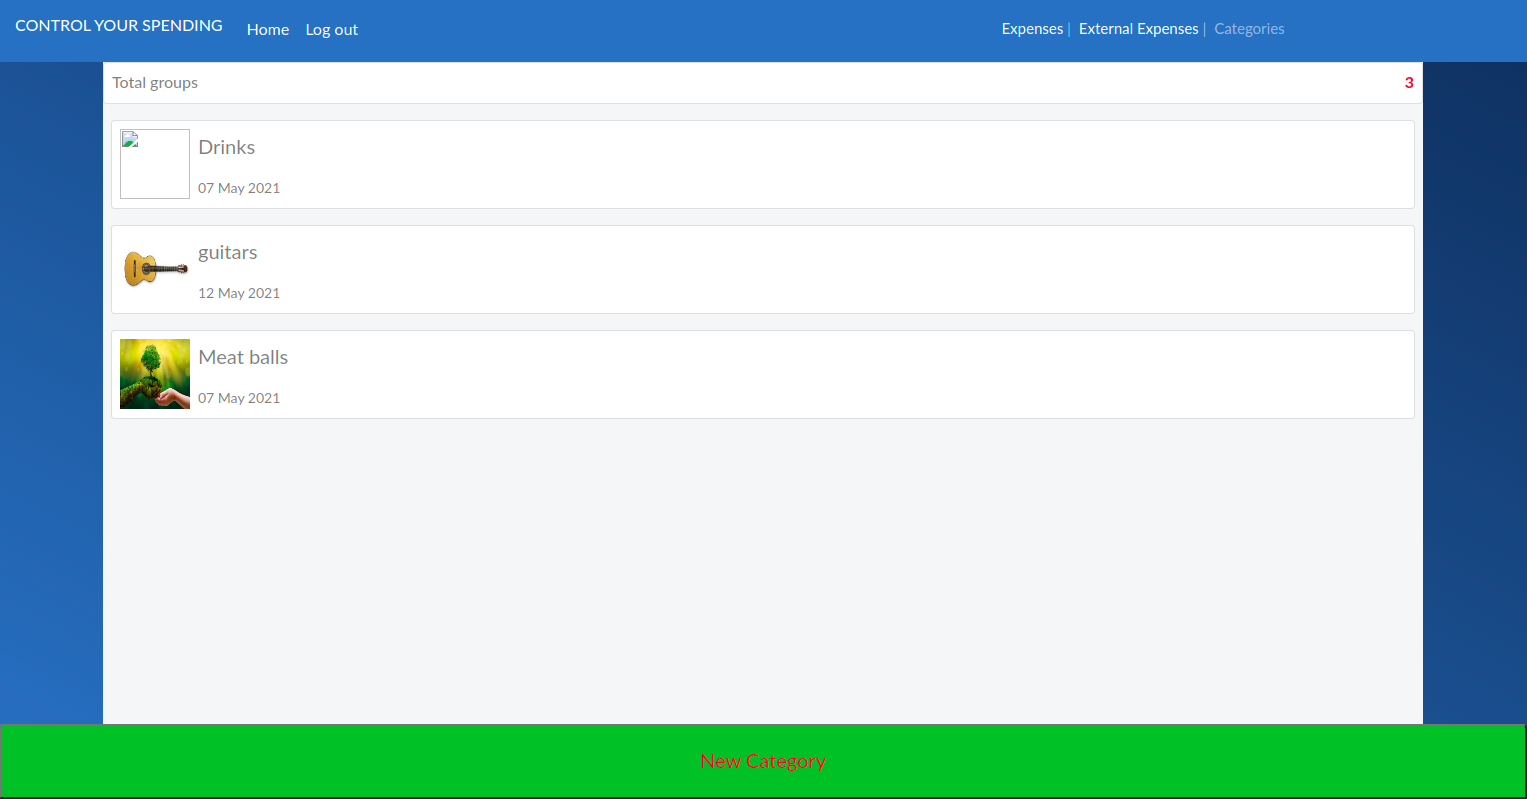 CONTROL YOUR SPENDING Home Log out Expenses | External Expenses | Categories
Total groups 3
Drinks
07 May 2021
guitars
12 May 2021
Meat balls
07 May 2021
New Category